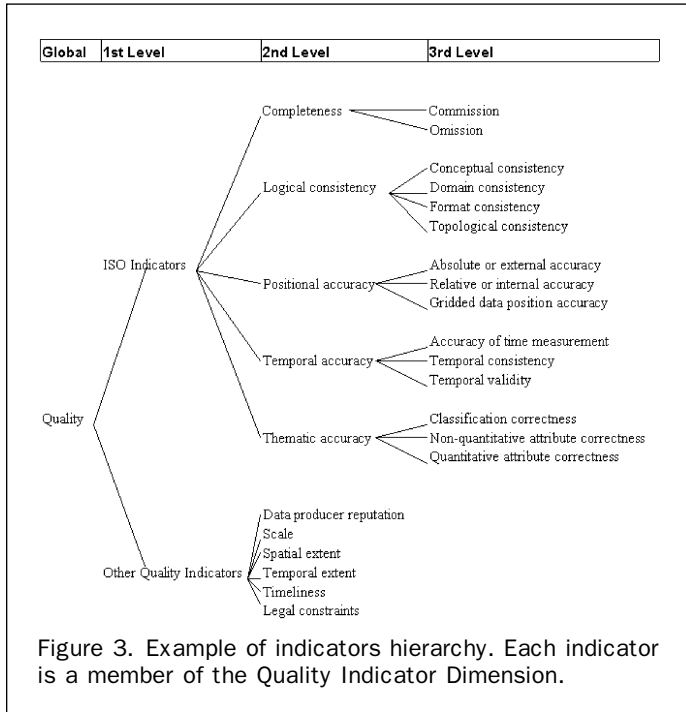 Global 1st Level 2nd Level 3rd Level
Completeness Commission
Omission
Conceptual consistency
Logical consistency Domain consistency
Format consistency
Topological consistency
ISO Indicators Absolute or external accuracy
Positional accuracy Relative or internal accuracy
Gridded data position accuracy
Accuracy of time measurement
Temporal accuracy Temporal consistency
Temporal validity
Quality Classification correctness
Thematic accuracy Non-quantitative attribute correctness
Quantitative attribute correctness
Data producer reputation
Scale
Spatial extent
Other Quality Indicators Temporal extent
Timeliness
Legal constraints
Figure 3. Example of indicators hierarchy. Each indicator
is a member of the Quality Indicator Dimension.